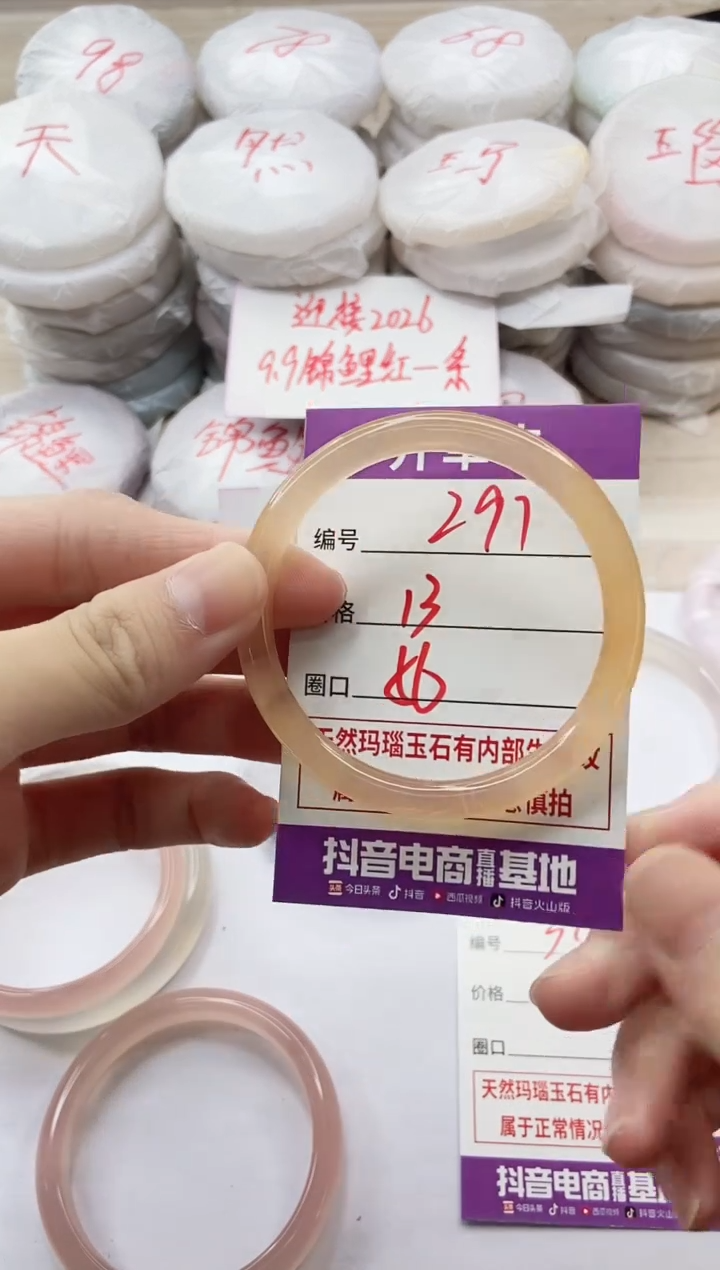 98
78
68
天
然
玛
瑙
迎接2026
9.9锦鲤红一条
锦鲤
编号 297
格 13
圈口
天然玛瑙玉石有内部
慎拍
抖音电商直播基地
头条 今日头条 抖音 西瓜视频 抖音火山版
编号
价格
圈口
天然玛瑙玉石有内
属于正常情况
抖音电商直播基
今日头条 抖音 西瓜视频 抖音火山